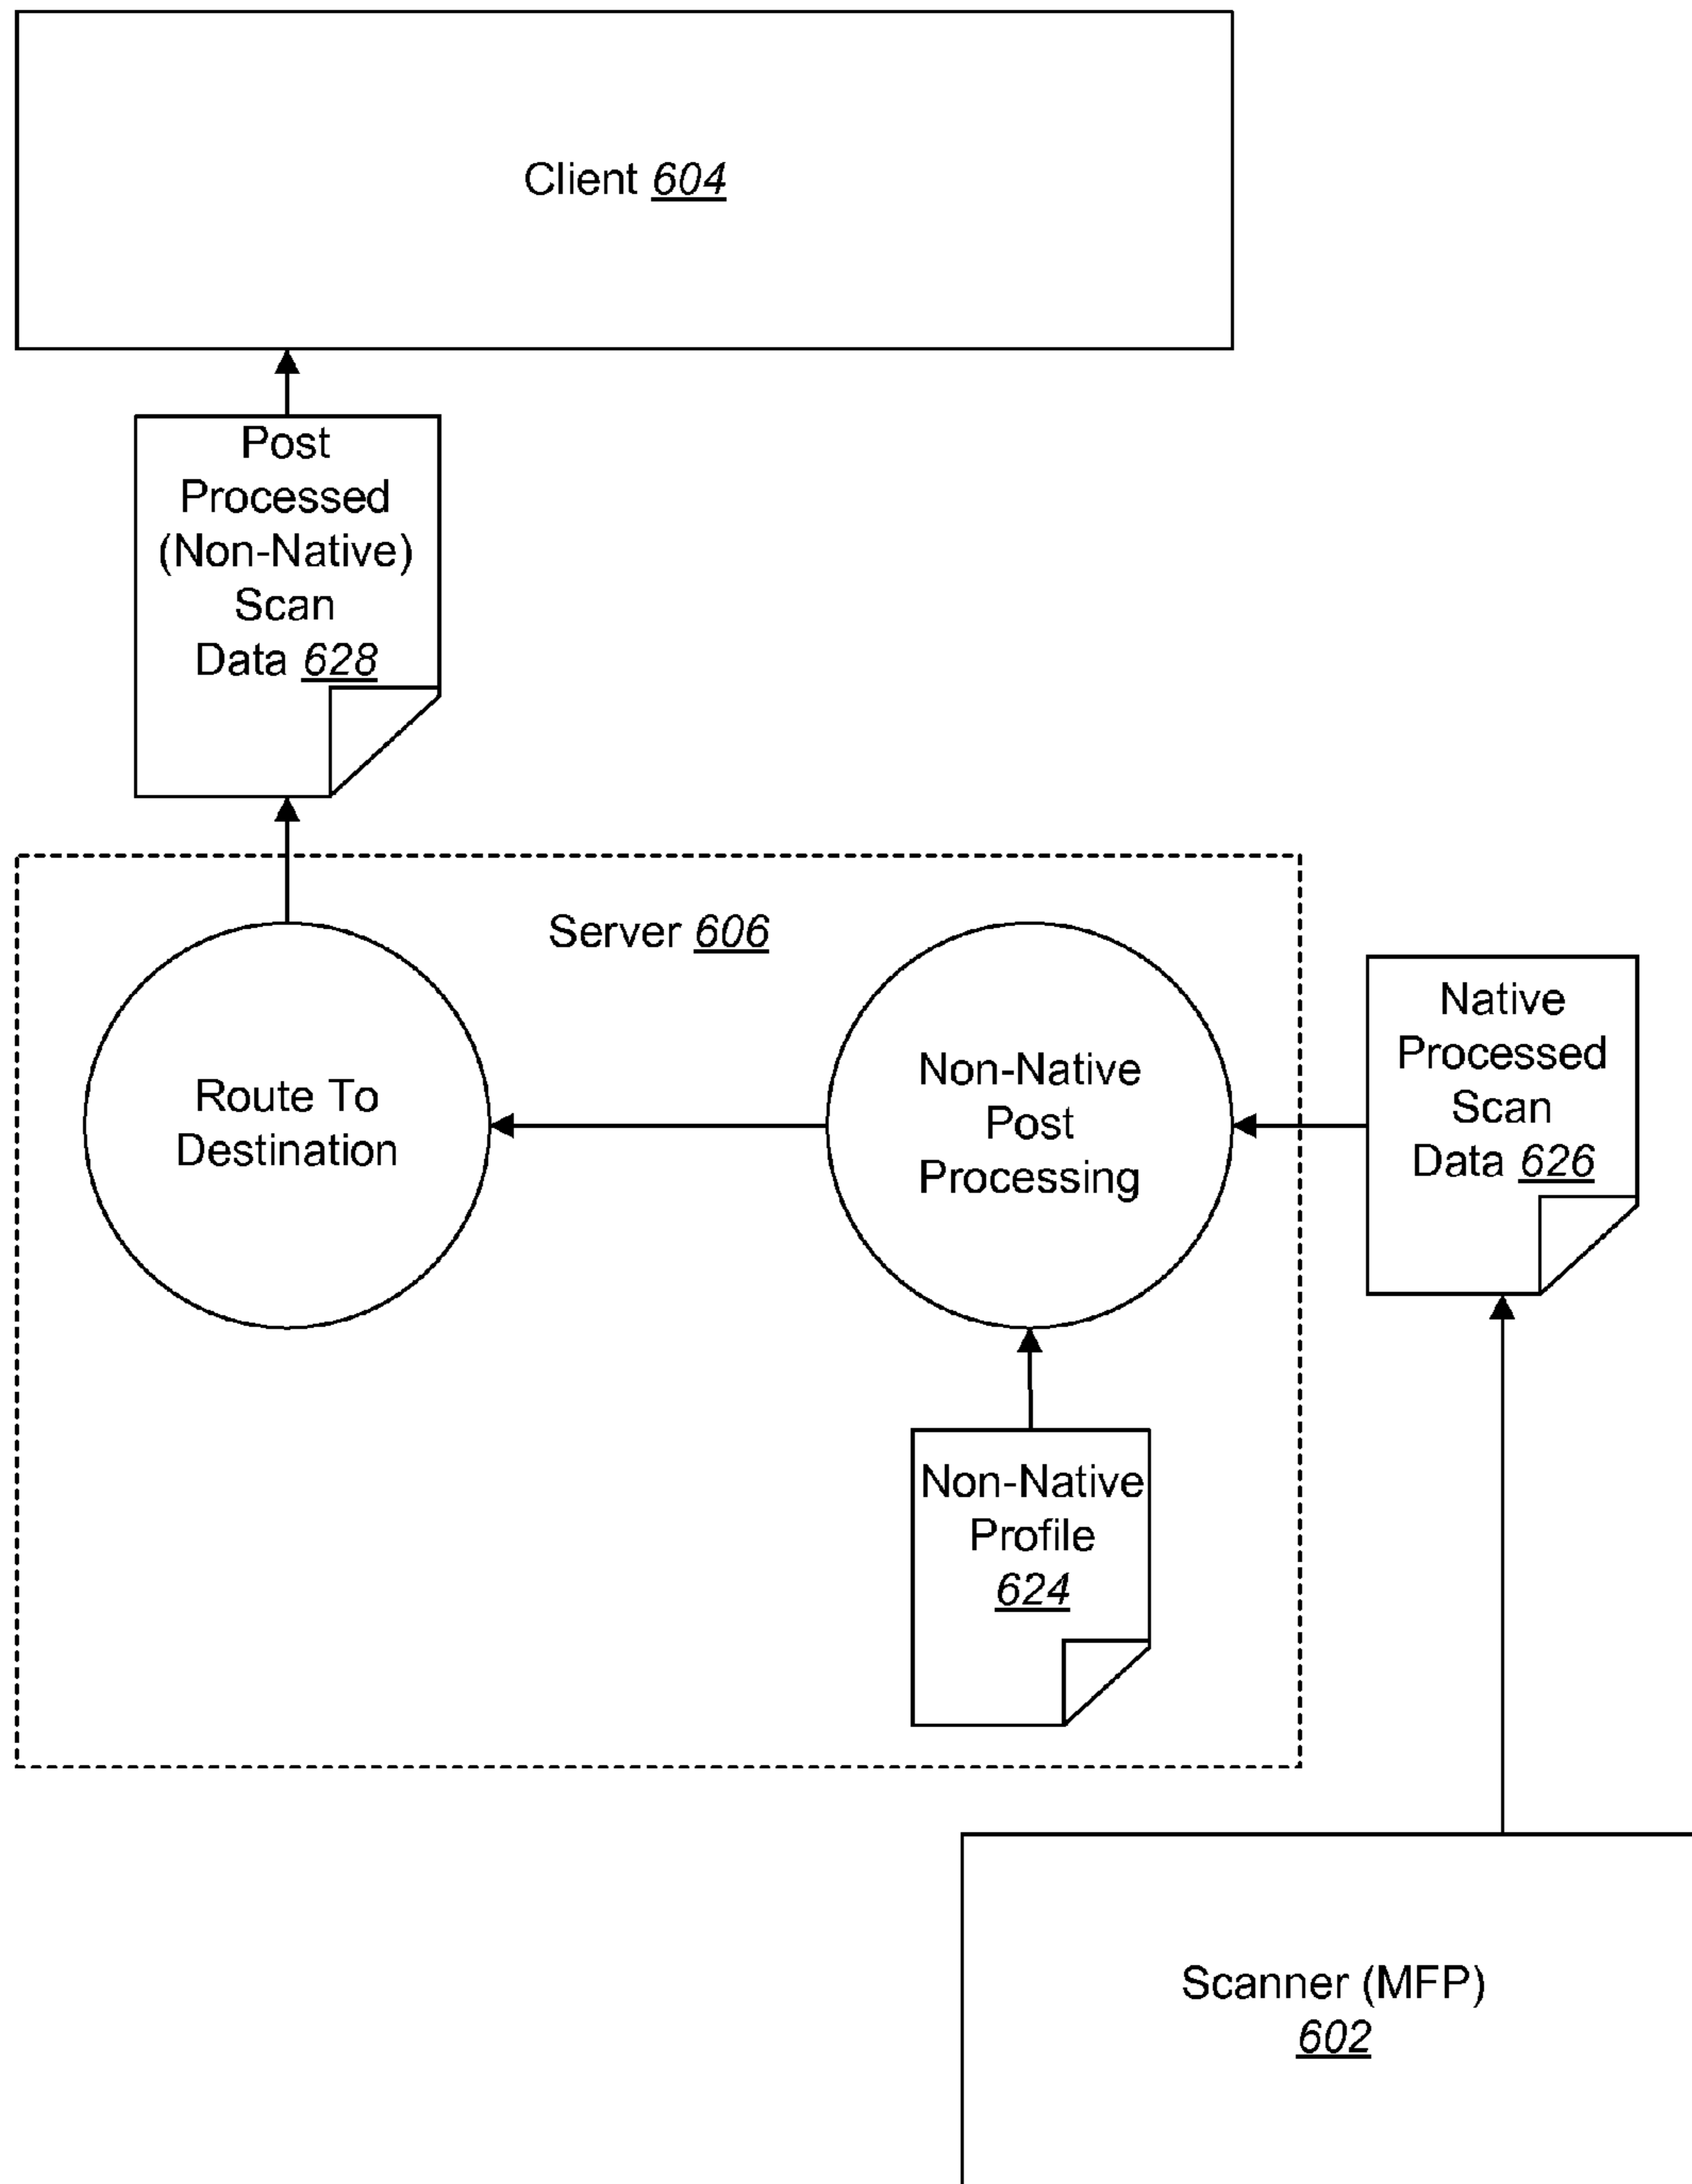 Client 604
Post
Processed
(Non-Native)
Scan
Data 628
Server 606
Route To
Destination
Non-Native
Post
Processing
Native
Processed
Scan
Data 626
Non-Native
Profile
624
Scanner (MFP)
602